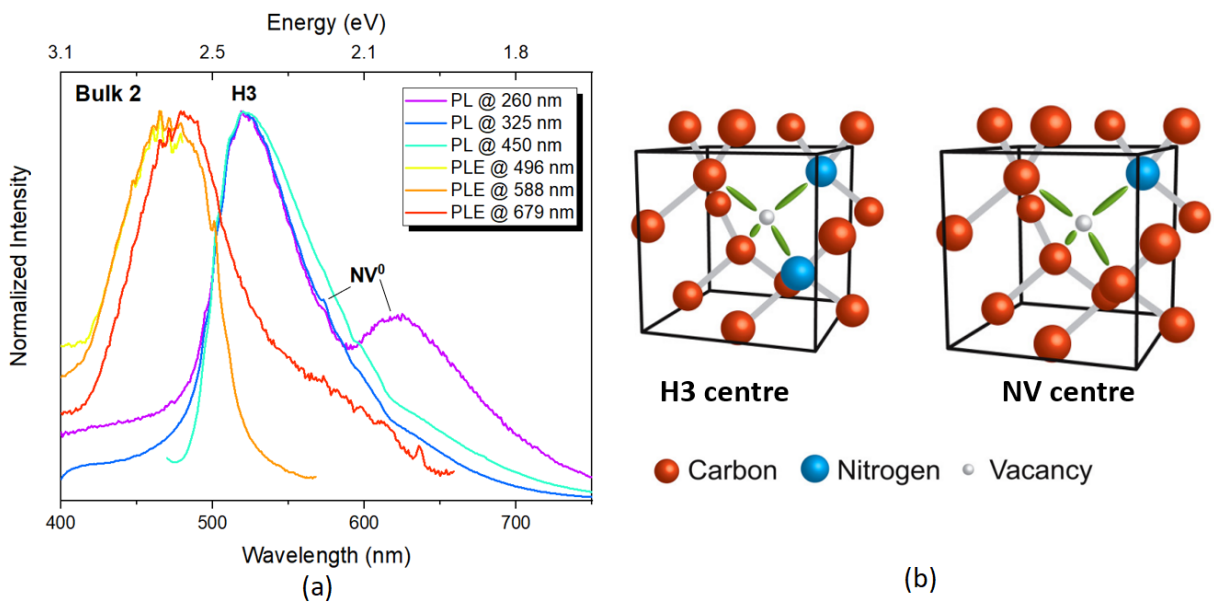 Energy (eV)
3.1 2.5 2.1 1.8
Bulk 2
H3
PL @ 260 nm
PL @ 325 nm
PL @ 450 nm
PLE @ 496 nm
PLE @ 588 nm
PLE @ 679 nm
NV⁰
Normalized Intensity
400 500 600 700
Wavelength (nm)
(a)
H3 centre
NV centre
Carbon Nitrogen Vacancy
(b)